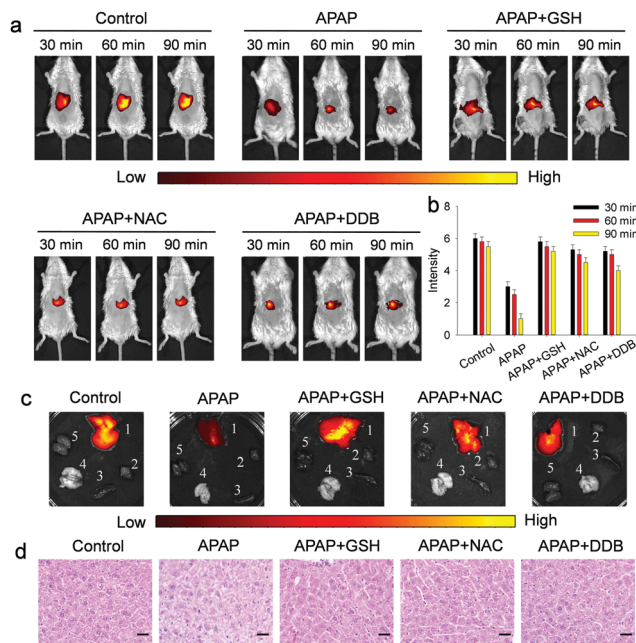 a
Control
APAP
APAP+GSH
30 min 60 min 90 min
30 min 60 min 90 min
30 min 60 min 90 min
Low
High
APAP+NAC
APAP+DDB
30 min 60 min 90 min
30 min 60 min 90 min
b
8
6
4
2
0
Intensity
30 min
60 min
90 min
Control
APAP
APAP+GSH
APAP+NAC
APAP+DDB
c
Control
APAP
APAP+GSH
APAP+NAC
APAP+DDB
1
2
3
4
5
1
2
3
4
5
1
2
3
4
5
1
2
3
4
5
1
2
3
4
5
Low
High
d
Control
APAP
APAP+GSH
APAP+NAC
APAP+DDB